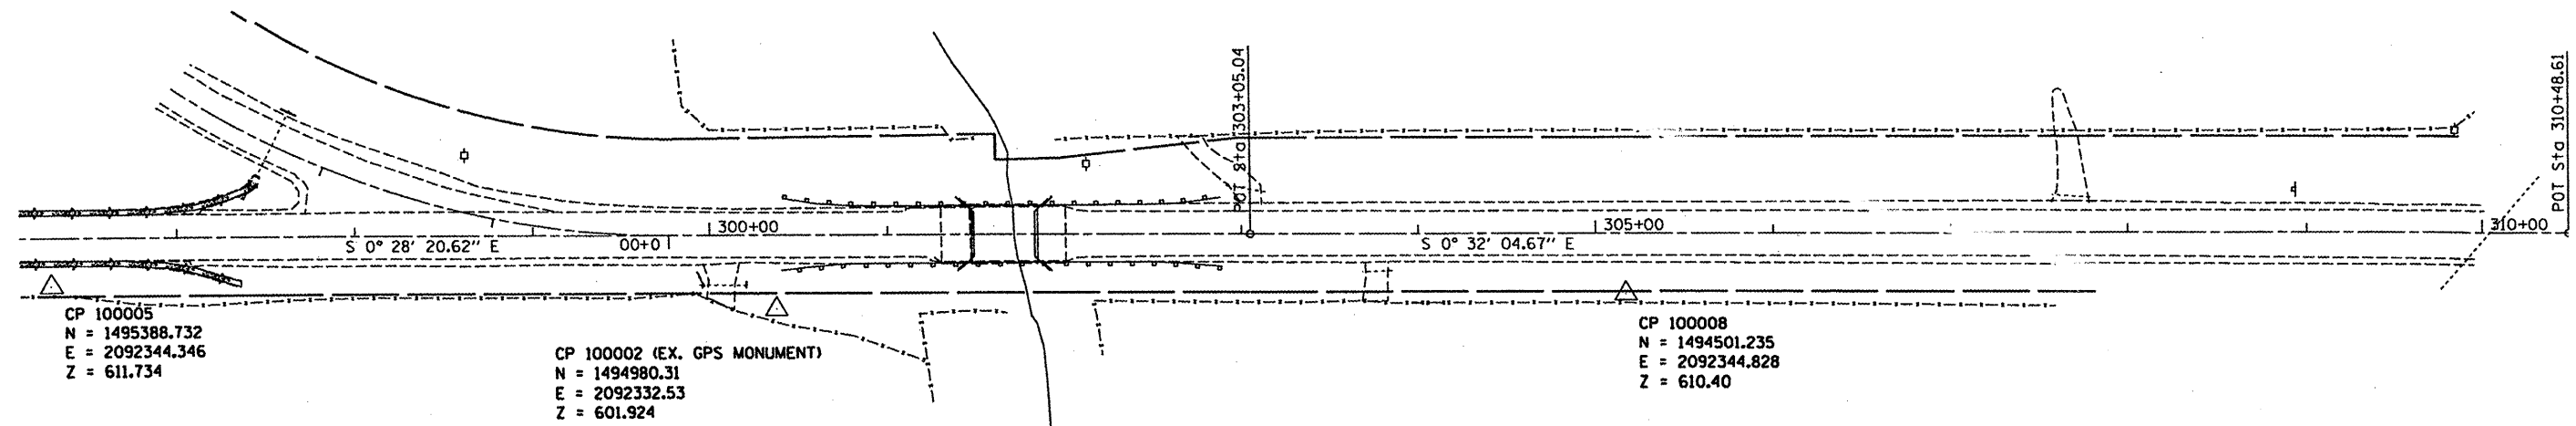 POT Sta 303+05.04
POT Sta 310+48.61
300+00
305+00
310+00
S 0° 28' 20.62" E
00+0
S 0° 32' 04.67" E
CP 100005
N = 1495388.732
E = 2092344.346
Z = 611.734
CP 100002 (EX. GPS MONUMENT)
N = 1494980.31
E = 2092332.53
Z = 601.924
CP 100008
N = 1494501.235
E = 2092344.828
Z = 610.40